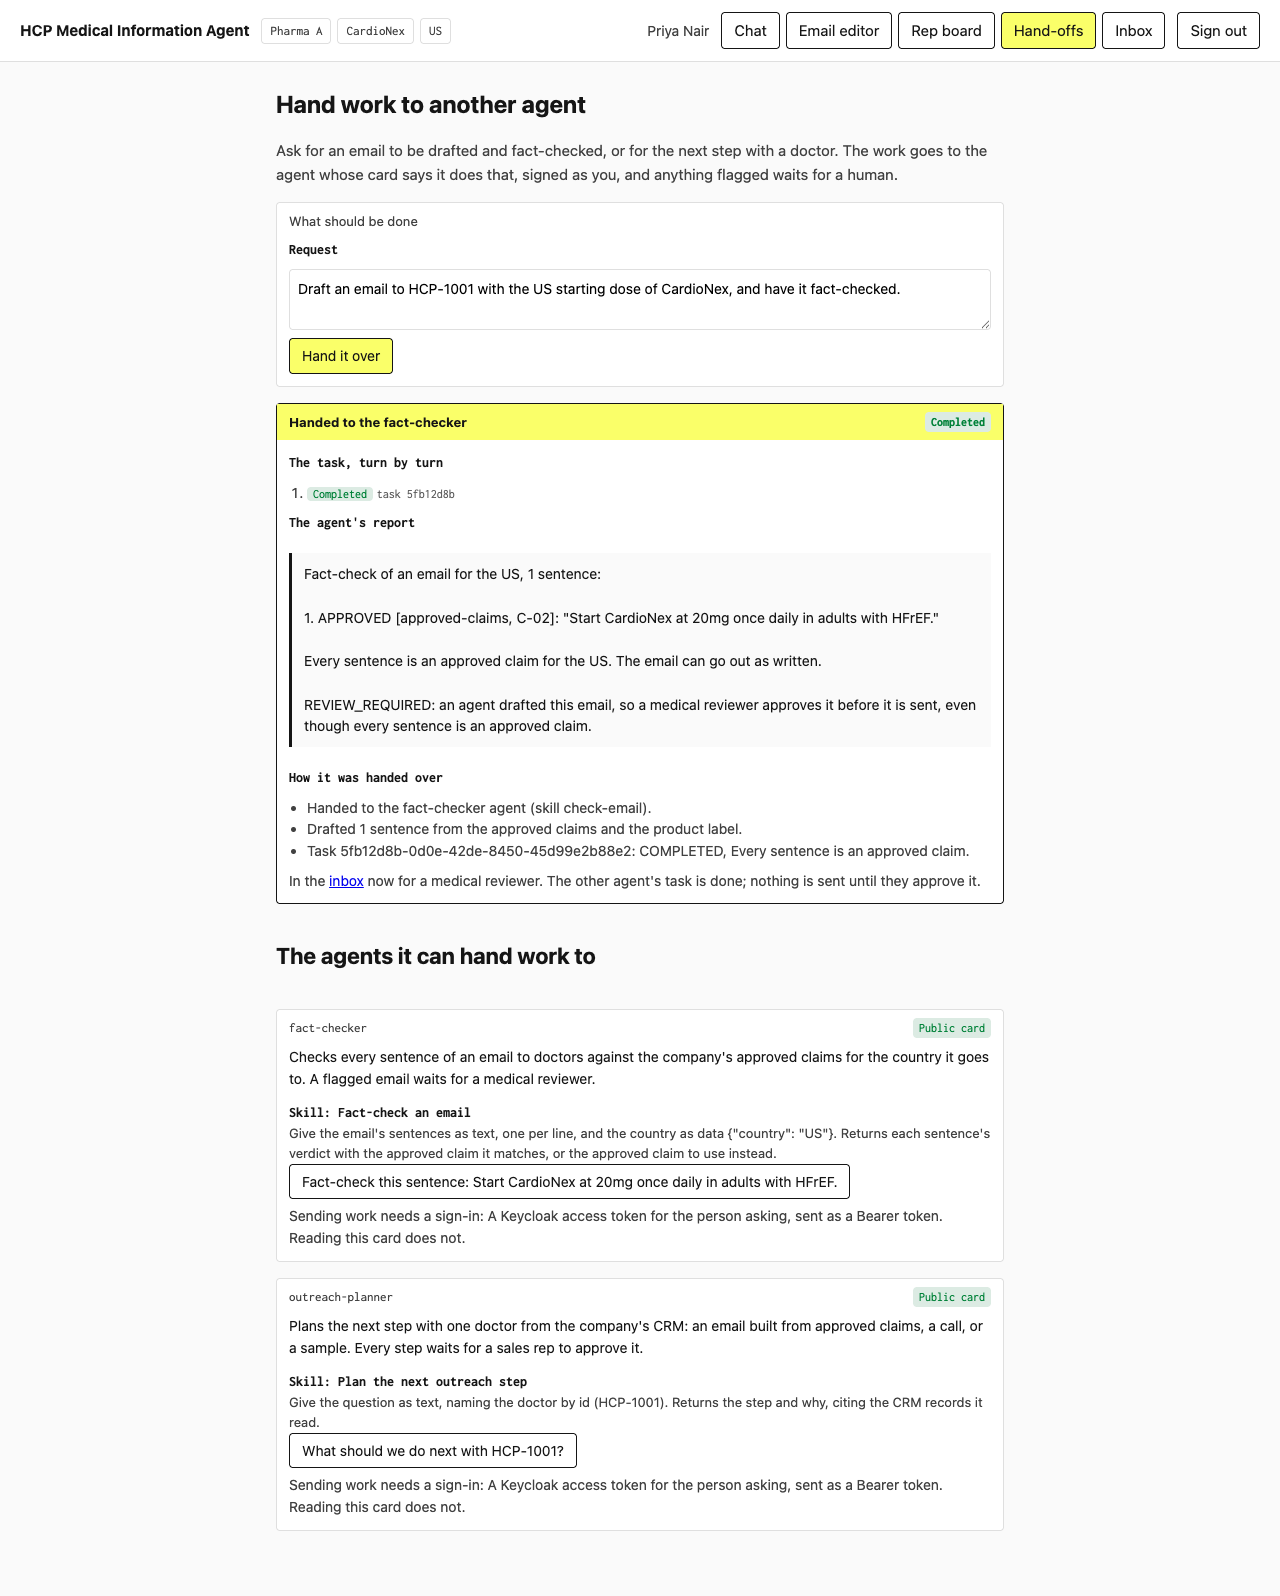 HCP Medical Information Agent
Pharma A
CardioNex
US
Priya Nair
Chat
Email editor
Rep board
Hand-offs
Inbox
Sign out
Hand work to another agent
Ask for an email to be drafted and fact-checked, or for the next step with a doctor. The work goes to the
agent whose card says it does that, signed as you, and anything flagged waits for a human.
What should be done
Request
Draft an email to HCP-1001 with the US starting dose of CardioNex, and have it fact-checked.
Hand it over
Handed to the fact-checker
Completed
The task, turn by turn
1. Completed task 5fb12d8b
The agent's report
Fact-check of an email for the US, 1 sentence:
1. APPROVED [approved-claims, C-02]: "Start CardioNex at 20mg once daily in adults with HFrEF."
Every sentence is an approved claim for the US. The email can go out as written.
REVIEW_REQUIRED: an agent drafted this email, so a medical reviewer approves it before it is sent, even
though every sentence is an approved claim.
How it was handed over
• Handed to the fact-checker agent (skill check-email).
• Drafted 1 sentence from the approved claims and the product label.
• Task 5fb12d8b-0d0e-42de-8450-45d99e2b88e2: COMPLETED, Every sentence is an approved claim.
In the inbox now for a medical reviewer. The other agent's task is done; nothing is sent until they approve it.
The agents it can hand work to
fact-checker
Public card
Checks every sentence of an email to doctors against the company's approved claims for the country it goes
to. A flagged email waits for a medical reviewer.
Skill: Fact-check an email
Give the email's sentences as text, one per line, and the country as data {"country": "US"}. Returns each sentence's
verdict with the approved claim it matches, or the approved claim to use instead.
Fact-check this sentence: Start CardioNex at 20mg once daily in adults with HFrEF.
Sending work needs a sign-in: A Keycloak access token for the person asking, sent as a Bearer token.
Reading this card does not.
outreach-planner
Public card
Plans the next step with one doctor from the company's CRM: an email built from approved claims, a call, or
a sample. Every step waits for a sales rep to approve it.
Skill: Plan the next outreach step
Give the question as text, naming the doctor by id (HCP-1001). Returns the step and why, citing the CRM records it
read.
What should we do next with HCP-1001?
Sending work needs a sign-in: A Keycloak access token for the person asking, sent as a Bearer token.
Reading this card does not.